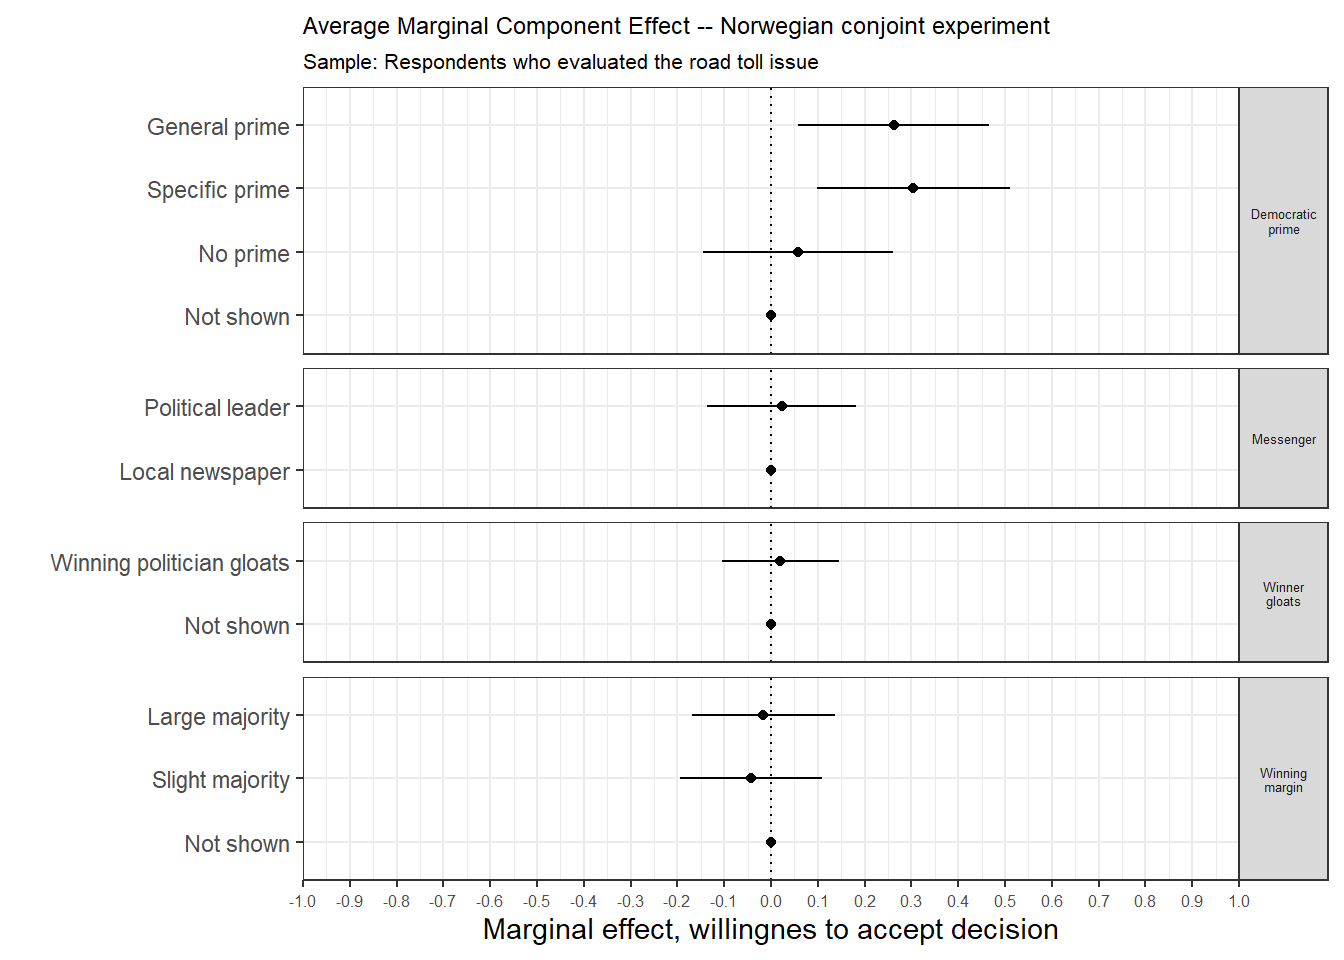 Average Marginal Component Effect -- Norwegian conjoint experiment
Sample: Respondents who evaluated the road toll issue
General prime
Specific prime
No prime
Not shown
Democratic
prime
Political leader
Local newspaper
Messenger
Winning politician gloats
Not shown
Winner
gloats
Large majority
Slight majority
Not shown
Winning
margin
-1.0 -0.9 -0.8 -0.7 -0.6 -0.5 -0.4 -0.3 -0.2 -0.1 0.0 0.1 0.2 0.3 0.4 0.5 0.6 0.7 0.8 0.9 1.0
Marginal effect, willingnes to accept decision